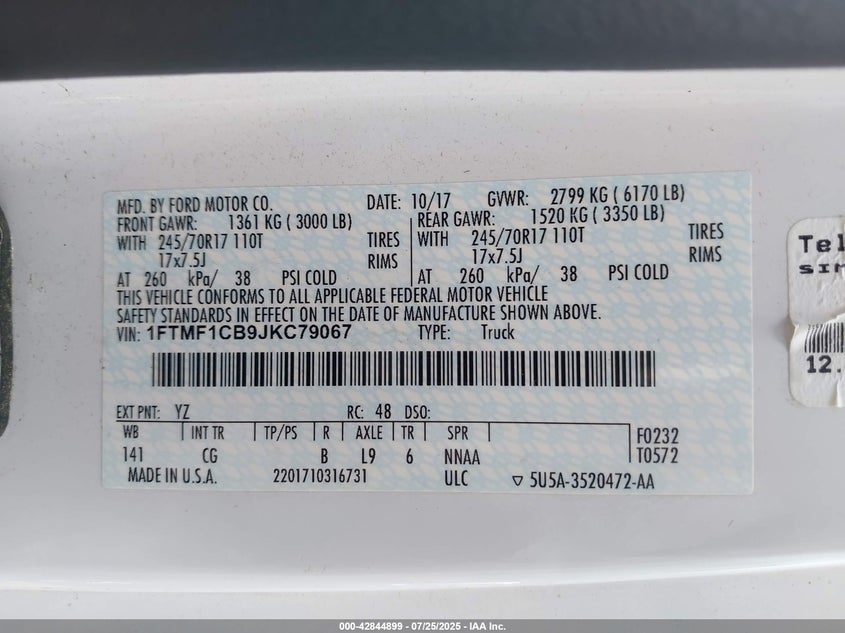 MFD. BY FORD MOTOR CO. DATE: 10/17 GVWR: 2799 KG ( 6170 LB)
FRONT GAWR: 1361 KG ( 3000 LB) REAR GAWR: 1520 KG ( 3350 LB)
WITH 245/70R17 110T TIRES WITH 245/70R17 110T TIRES
17x7.5J RIMS 17x7.5J RIMS
AT 260 kPa/ 38 PSI COLD AT 260 kPa/ 38 PSI COLD
THIS VEHICLE CONFORMS TO ALL APPLICABLE FEDERAL MOTOR VEHICLE
SAFETY STANDARDS IN EFFECT ON THE DATE OF MANUFACTURE SHOWN ABOVE.
VIN: 1FTMF1CB9JKC79067 TYPE: Truck
EXT PNT: YZ RC: 48 DSO:
WB INT TR TP/PS R AXLE TR SPR F0232
141 CG B L9 6 NNAA T0572
MADE IN U.S.A. 2201710316731 ULC ▽ 5U5A-3520472-AA
12.
000-42844899 - 07/25/2025 - IAA Inc.